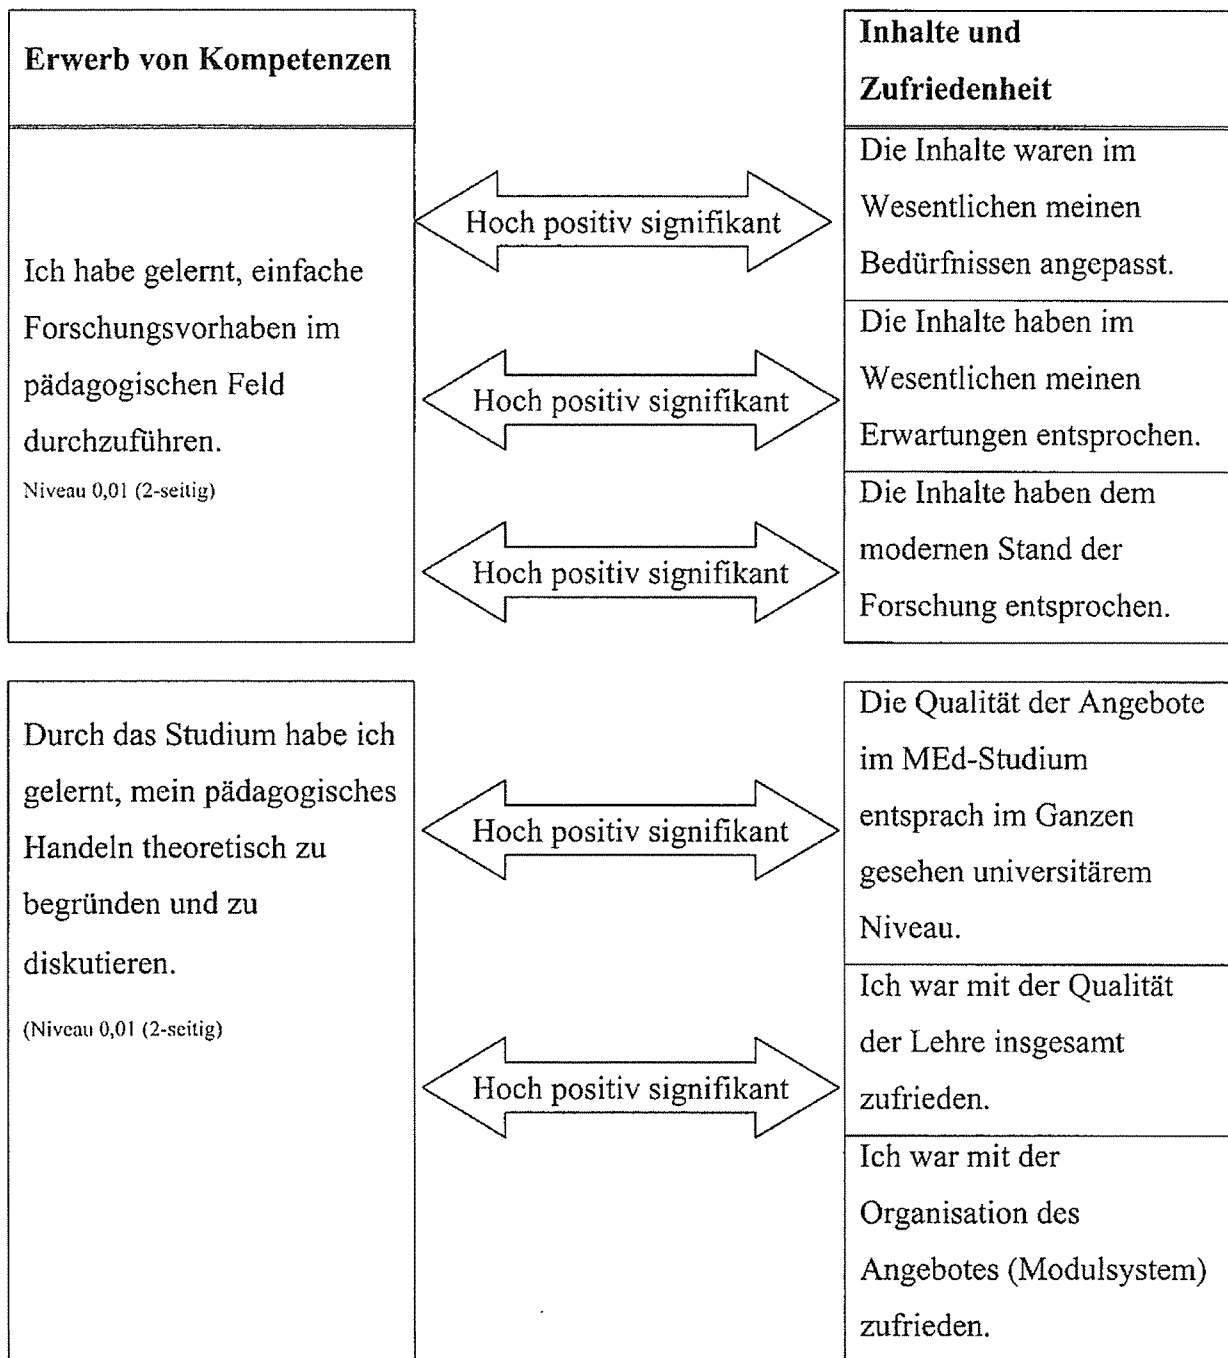 Erwerb von Kompetenzen
Inhalte und
Zufriedenheit
Ich habe gelernt, einfache
Forschungsvorhaben im
pädagogischen Feld
durchzuführen.
Niveau 0,01 (2-seitig)
Hoch positiv signifikant
Die Inhalte waren im
Wesentlichen meinen
Bedürfnissen angepasst.
Hoch positiv signifikant
Die Inhalte haben im
Wesentlichen meinen
Erwartungen entsprochen.
Hoch positiv signifikant
Die Inhalte haben dem
modernen Stand der
Forschung entsprochen.
Durch das Studium habe ich
gelernt, mein pädagogisches
Handeln theoretisch zu
begründen und zu
diskutieren.
(Niveau 0,01 (2-seitig)
Hoch positiv signifikant
Die Qualität der Angebote
im MEd-Studium
entsprach im Ganzen
gesehen universitärem
Niveau.
Hoch positiv signifikant
Ich war mit der Qualität
der Lehre insgesamt
zufrieden.
Ich war mit der
Organisation des
Angebotes (Modulsystem)
zufrieden.